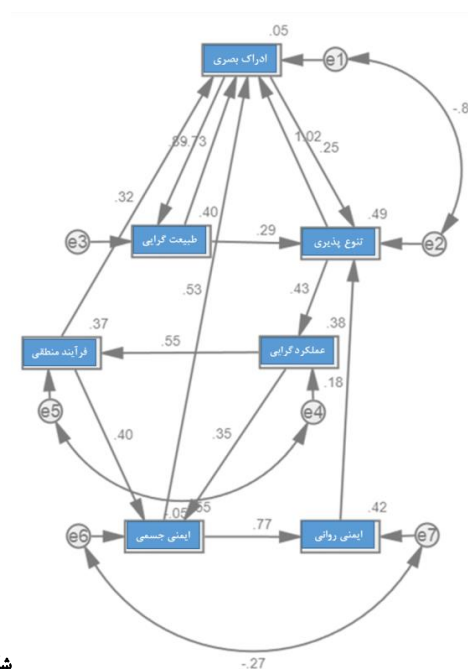 .05
ادراک بصری
e1
-.8
.89
.73
1.02
.25
.32
.40
.49
e3
طبیعت گرایی
.29
تنوع پذیری
e2
.53
.43
.37
.38
فرآیند منطقی
.55
عملکردگرایی
.18
e5
e4
.40
.35
-.05
.55
.42
e6
ایمنی جسمی
.77
ایمنی روانی
e7
-.27